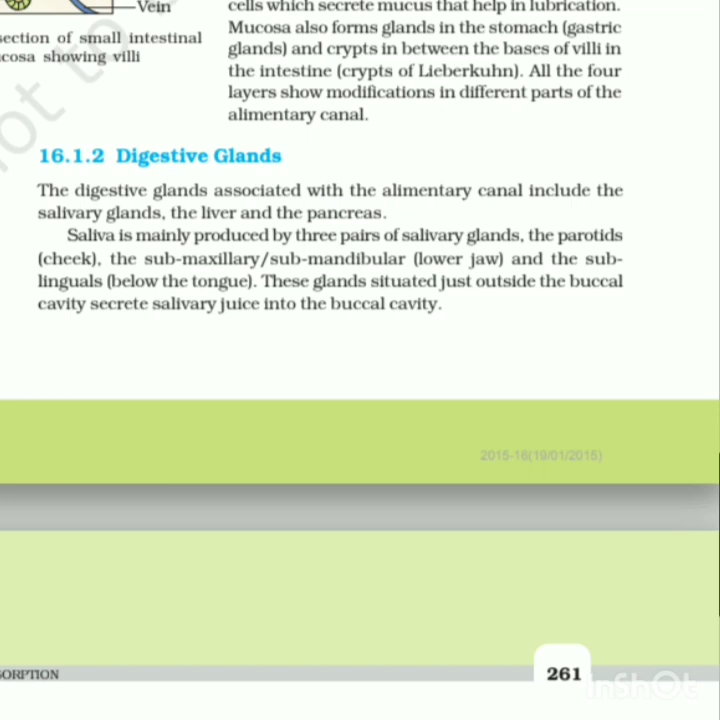 Vein
section of small intestinal
cosa showing villi
cells which secrete mucus that help in lubrication.
Mucosa also forms glands in the stomach (gastric
glands) and crypts in between the bases of villi in
the intestine (crypts of Lieberkuhn). All the four
layers show modifications in different parts of the
alimentary canal.
16.1.2 Digestive Glands
The digestive glands associated with the alimentary canal include the
salivary glands, the liver and the pancreas.
Saliva is mainly produced by three pairs of salivary glands, the parotids
(cheek), the sub-maxillary/sub-mandibular (lower jaw) and the sub-
linguals (below the tongue). These glands situated just outside the buccal
cavity secrete salivary juice into the buccal cavity.
2015-16(19/01/2015)
SORPTION
261
InShOt